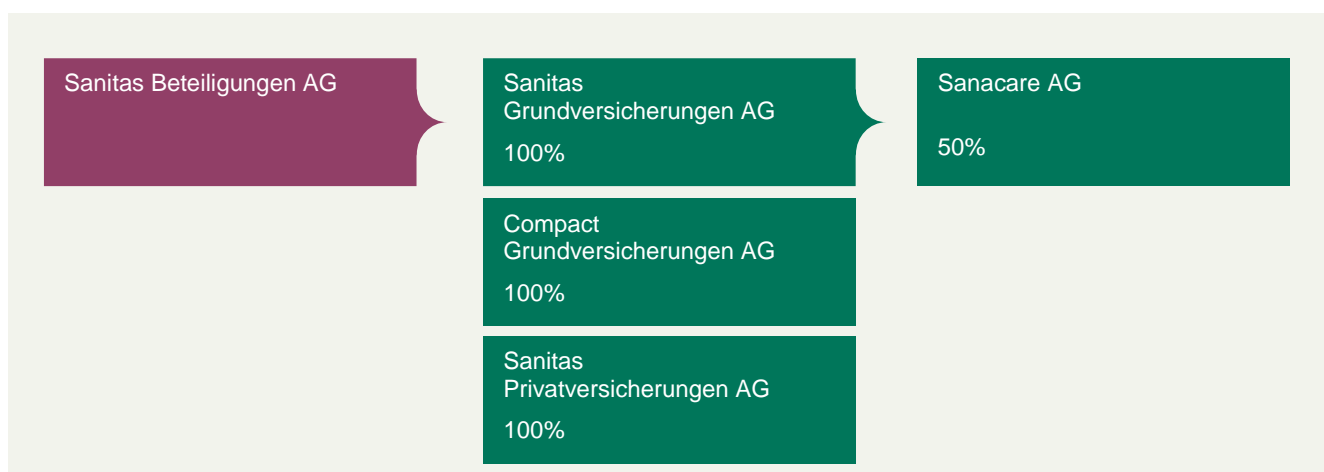 Sanitas Beteiligungen AG
Sanitas
Grundversicherungen AG
100%
Sanacare AG
50%
Compact
Grundversicherungen AG
100%
Sanitas
Privatversicherungen AG
100%